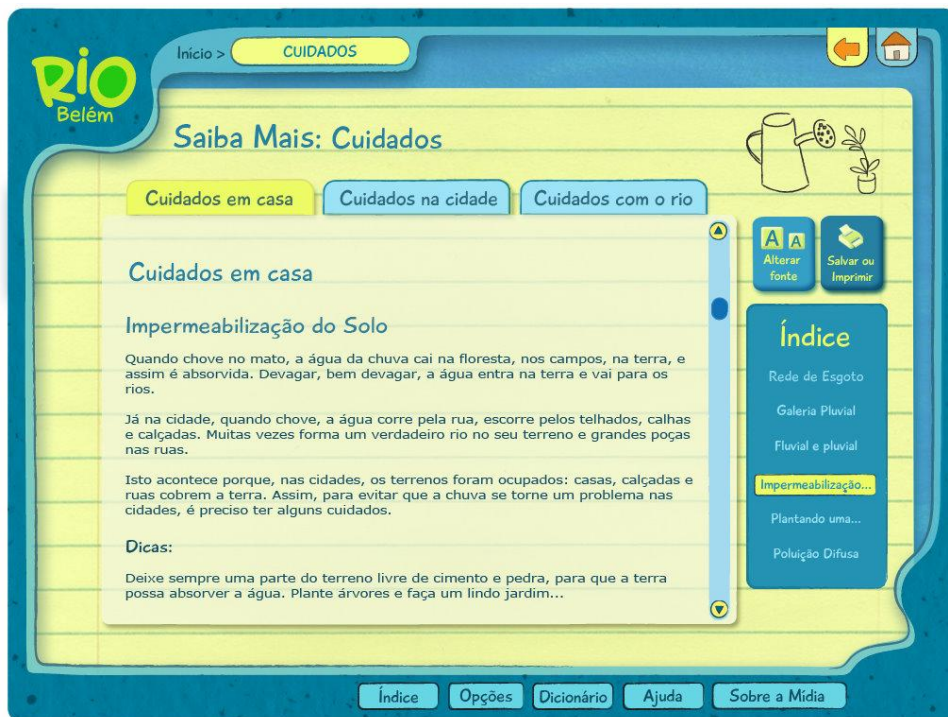 Início >
CUIDADOS
Rio
Belém
Saiba Mais: Cuidados
Cuidados em casa
Cuidados na cidade
Cuidados com o rio
Cuidados em casa
Impermeabilização do Solo
Quando chove no mato, a água da chuva cai na floresta, nos campos, na terra, e
assim é absorvida. Devagar, bem devagar, a água entra na terra e vai para os
rios.
Já na cidade, quando chove, a água corre pela rua, escorre pelos telhados, calhas
e calçadas. Muitas vezes forma um verdadeiro rio no seu terreno e grandes poças
nas ruas.
Isto acontece porque, nas cidades, os terrenos foram ocupados: casas, calçadas e
ruas cobrem a terra. Assim, para evitar que a chuva se torne um problema nas
cidades, é preciso ter alguns cuidados.
Dicas:
Deixe sempre uma parte do terreno livre de cimento e pedra, para que a terra
possa absorver a água. Plante árvores e faça um lindo jardim...
A A
Alterar
fonte
Salvar ou
Imprimir
Índice
Rede de Esgoto
Galeria Pluvial
Fluvial e pluvial
Impermeabilização...
Plantando uma...
Poluição Difusa
Índice
Opções
Dicionário
Ajuda
Sobre a Mídia